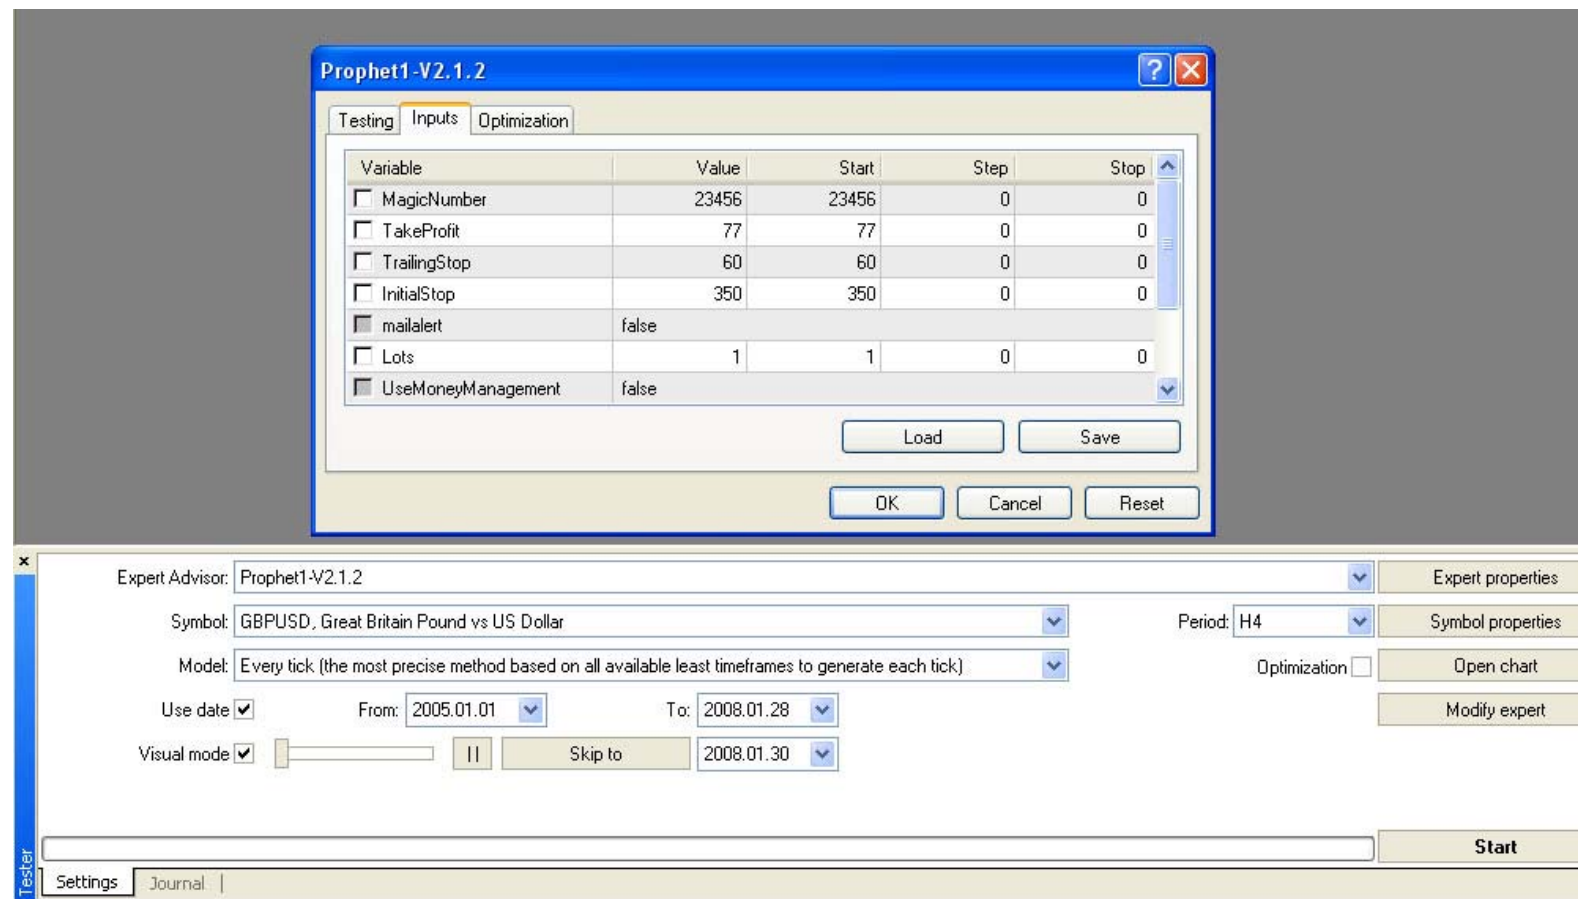 Prophet1-V2.1.2
Testing Inputs Optimization
Variable Value Start Step Stop
MagicNumber 23456 23456 0 0
TakeProfit 77 77 0 0
TrailingStop 60 60 0 0
InitialStop 350 350 0 0
mailalert false
Lots 1 1 0 0
UseMoneyManagement false
Load Save
OK Cancel Reset
Expert Advisor: Prophet1-V2.1.2 Expert properties
Symbol: GBPUSD, Great Britain Pound vs US Dollar Period: H4 Symbol properties
Model: Every tick (the most precise method based on all available least timeframes to generate each tick) Optimization Open chart
Use date From: 2005.01.01 To: 2008.01.28 Modify expert
Visual mode Skip to 2008.01.30
Start
Tester
Settings Journal